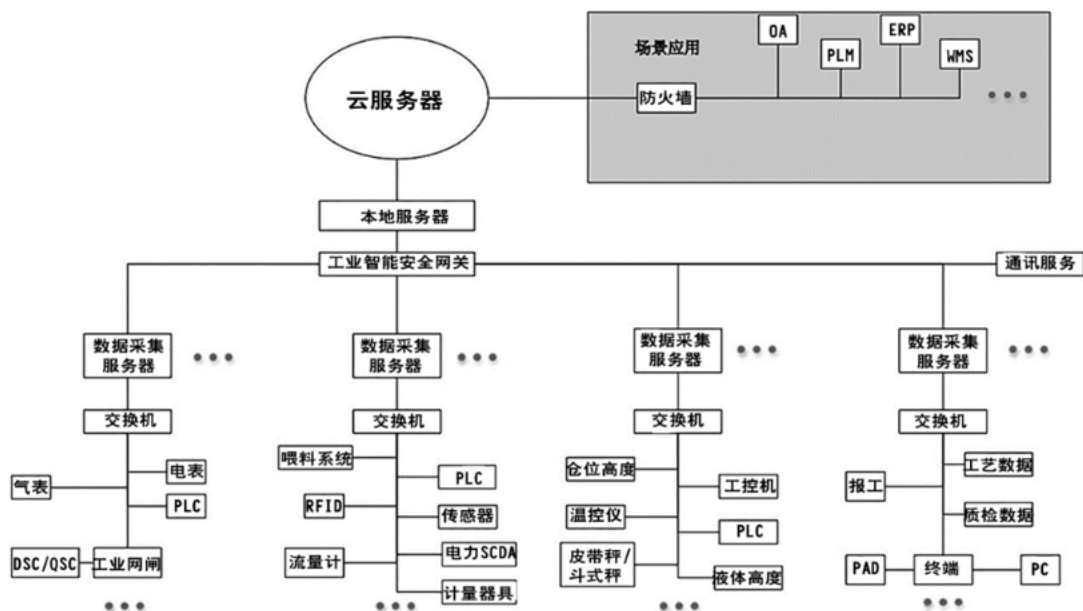 场景应用
OA
PLM
ERP
WMS
防火墙
云服务器
本地服务器
工业智能安全网关
通讯服务
数据采集
服务器
交换机
气表
电表
PLC
DSC/QSC
工业网闸
数据采集
服务器
交换机
喂料系统
PLC
RFID
传感器
流量计
电力SCDA
计量器具
数据采集
服务器
交换机
仓位高度
工控机
温控仪
PLC
皮带秤/
斗式秤
液体高度
数据采集
服务器
交换机
工艺数据
报工
质检数据
PAD
终端
PC